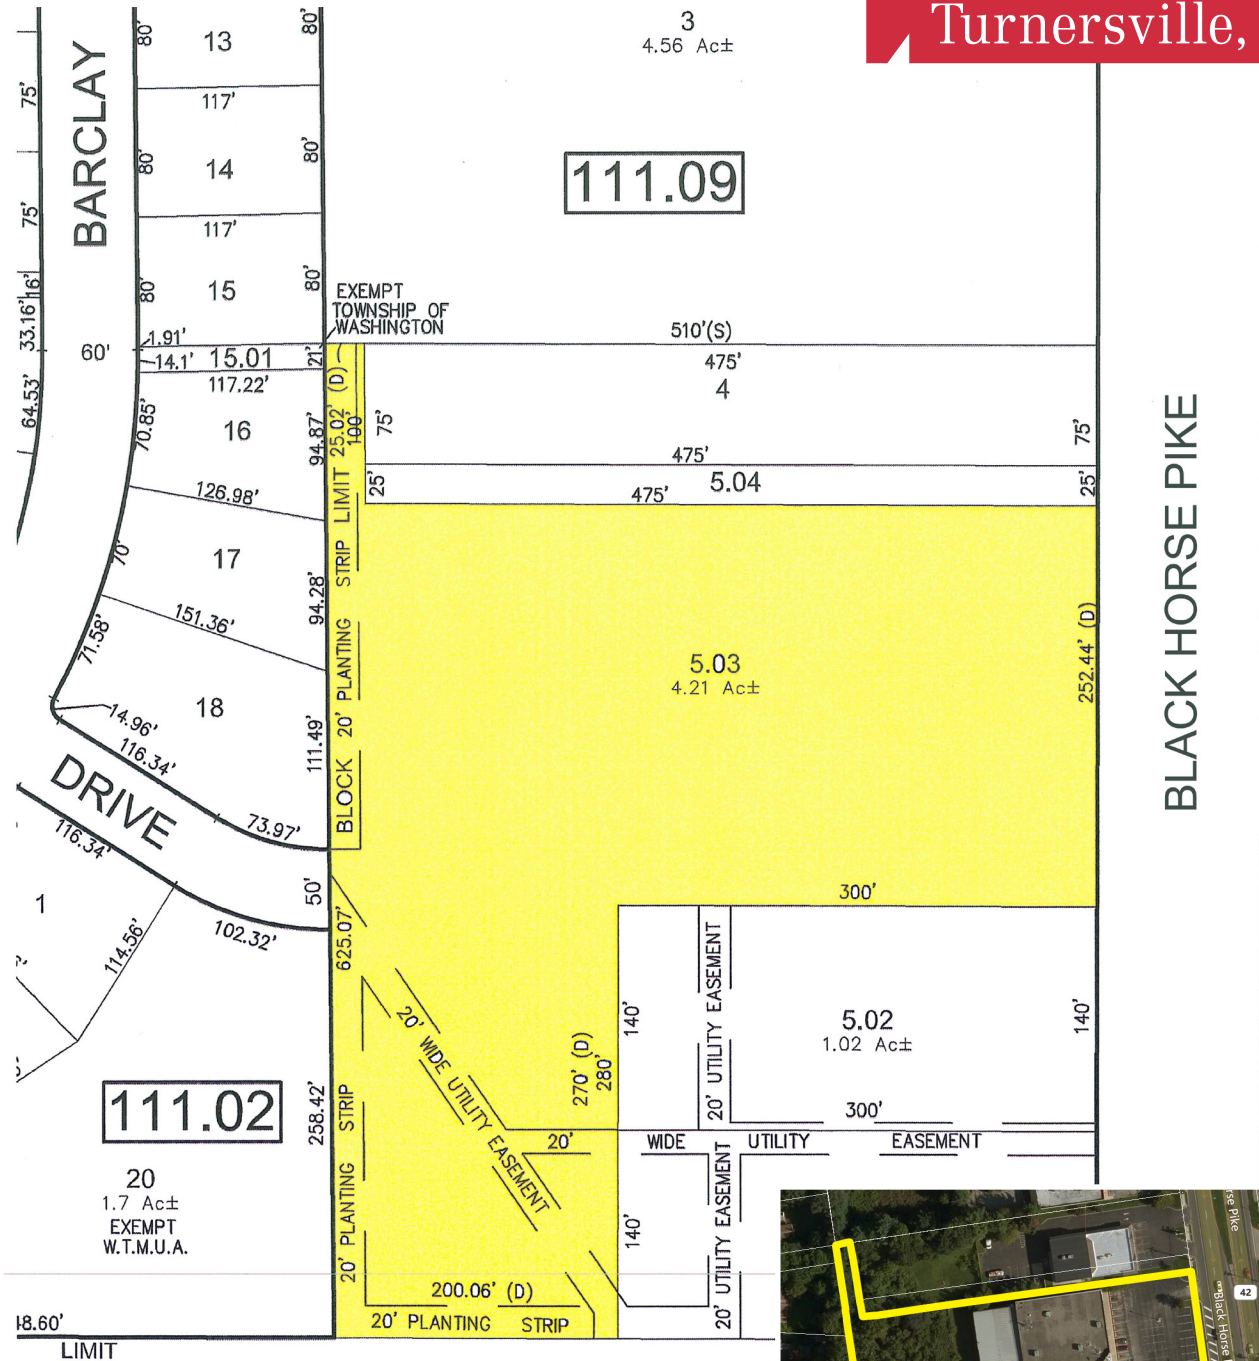 Turnersville,
3
4.56 Ac±
80'
13
80'
BARCLAY
75'
117'
80'
14
80'
111.09
75'
117'
80'
15
80'
16'
33.16'
EXEMPT
TOWNSHIP OF
WASHINGTON
510'(S)
1.91'
60'
14.1'
15.01
21'
475'
117.22'
4
64.53'
70.85'
16
94.87'
25.02' (D)
100'
75'
75'
BLACK HORSE PIKE
475'
126.98'
25'
475'
5.04
25'
70'
17
94.28'
BLOCK LIMIT
20' PLANTING STRIP
151.36'
71.58'
5.03
4.21 Ac±
252.44' (D)
18
14.96'
116.34'
111.49'
DRIVE
73.97'
116.34'
50'
300'
1
114.56'
102.32'
625.07'
20' WIDE UTILITY EASEMENT
270' (D)
280'
140'
20' UTILITY EASEMENT
5.02
1.02 Ac±
140'
111.02
258.42'
300'
20'
WIDE
UTILITY
EASEMENT
20
1.7 Ac±
EXEMPT
W.T.M.U.A.
20' PLANTING STRIP
140'
20' UTILITY EASEMENT
200.06' (D)
20' PLANTING STRIP
18.60'
LIMIT
rse Pike
42
Black Horse